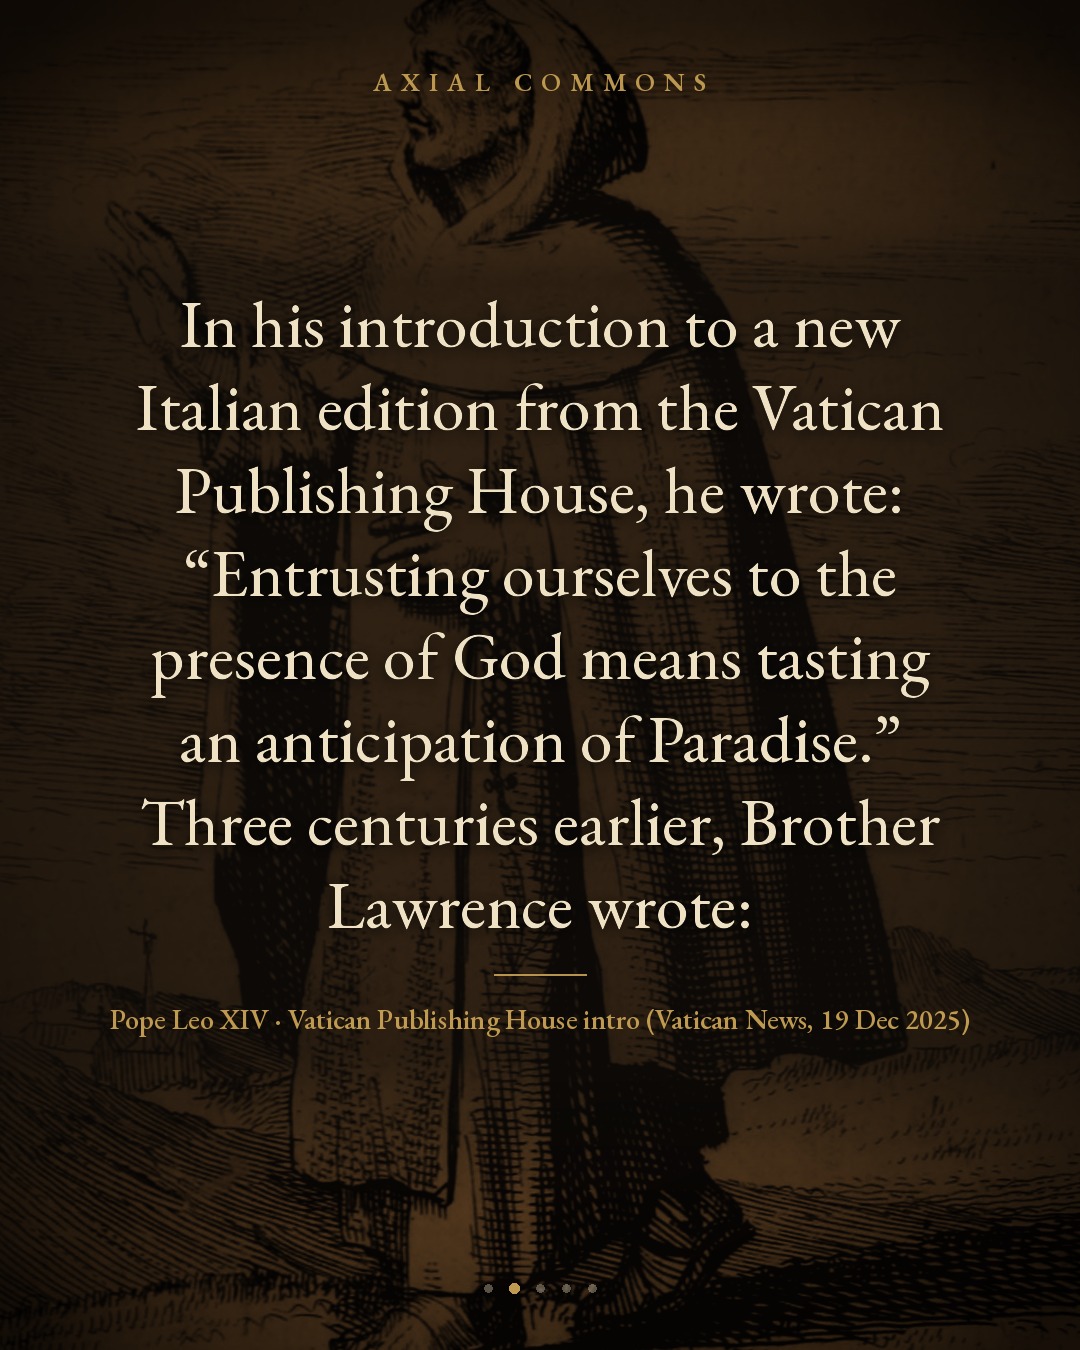 AXIAL COMMONS
In his introduction to a new
Italian edition from the Vatican
Publishing House, he wrote:
“Entrusting ourselves to the
presence of God means tasting
an anticipation of Paradise.”
Three centuries earlier, Brother
Lawrence wrote:
Pope Leo XIV · Vatican Publishing House intro (Vatican News, 19 Dec 2025)